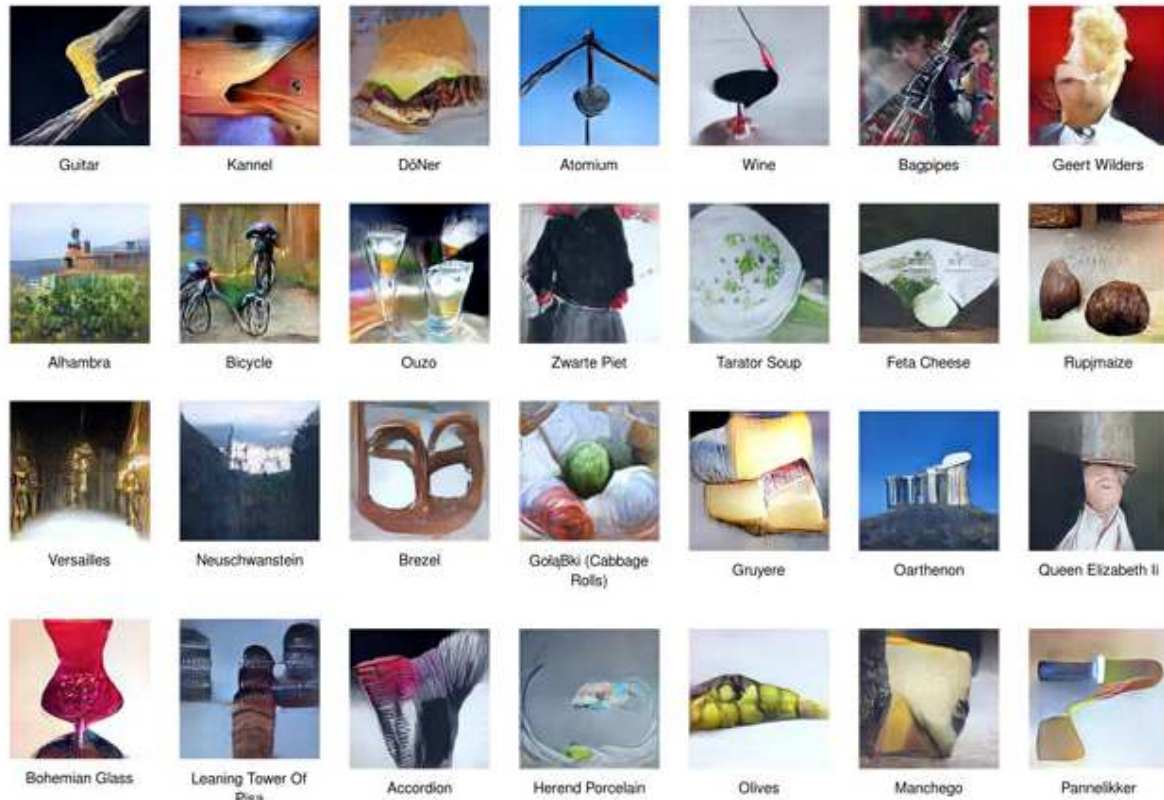 Guitar
Kannel
DöNer
Atomium
Wine
Bagpipes
Geert Wilders
Alhambra
Bicycle
Ouzo
Zwarte Piet
Tarator Soup
Feta Cheese
Rupjmaize
Versailles
Neuschwanstein
Brezel
GołąBki (Cabbage
Rolls)
Gruyere
Oarthenon
Queen Elizabeth Ii
Bohemian Glass
Leaning Tower Of
Pisa
Accordion
Herend Porcelain
Olives
Manchego
Pannelikker